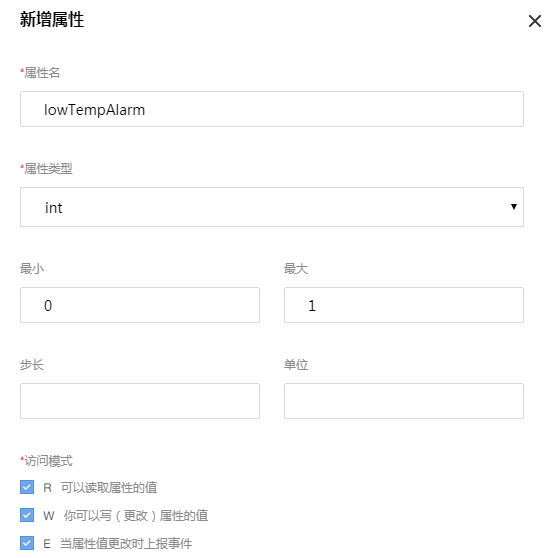 新增属性
*属性名
lowTempAlarm
*属性类型
int
最小
最大
0
1
步长
单位
*访问模式
R 可以读取属性的值
W 你可以写（更改）属性的值
E 当属性值更改时上报事件